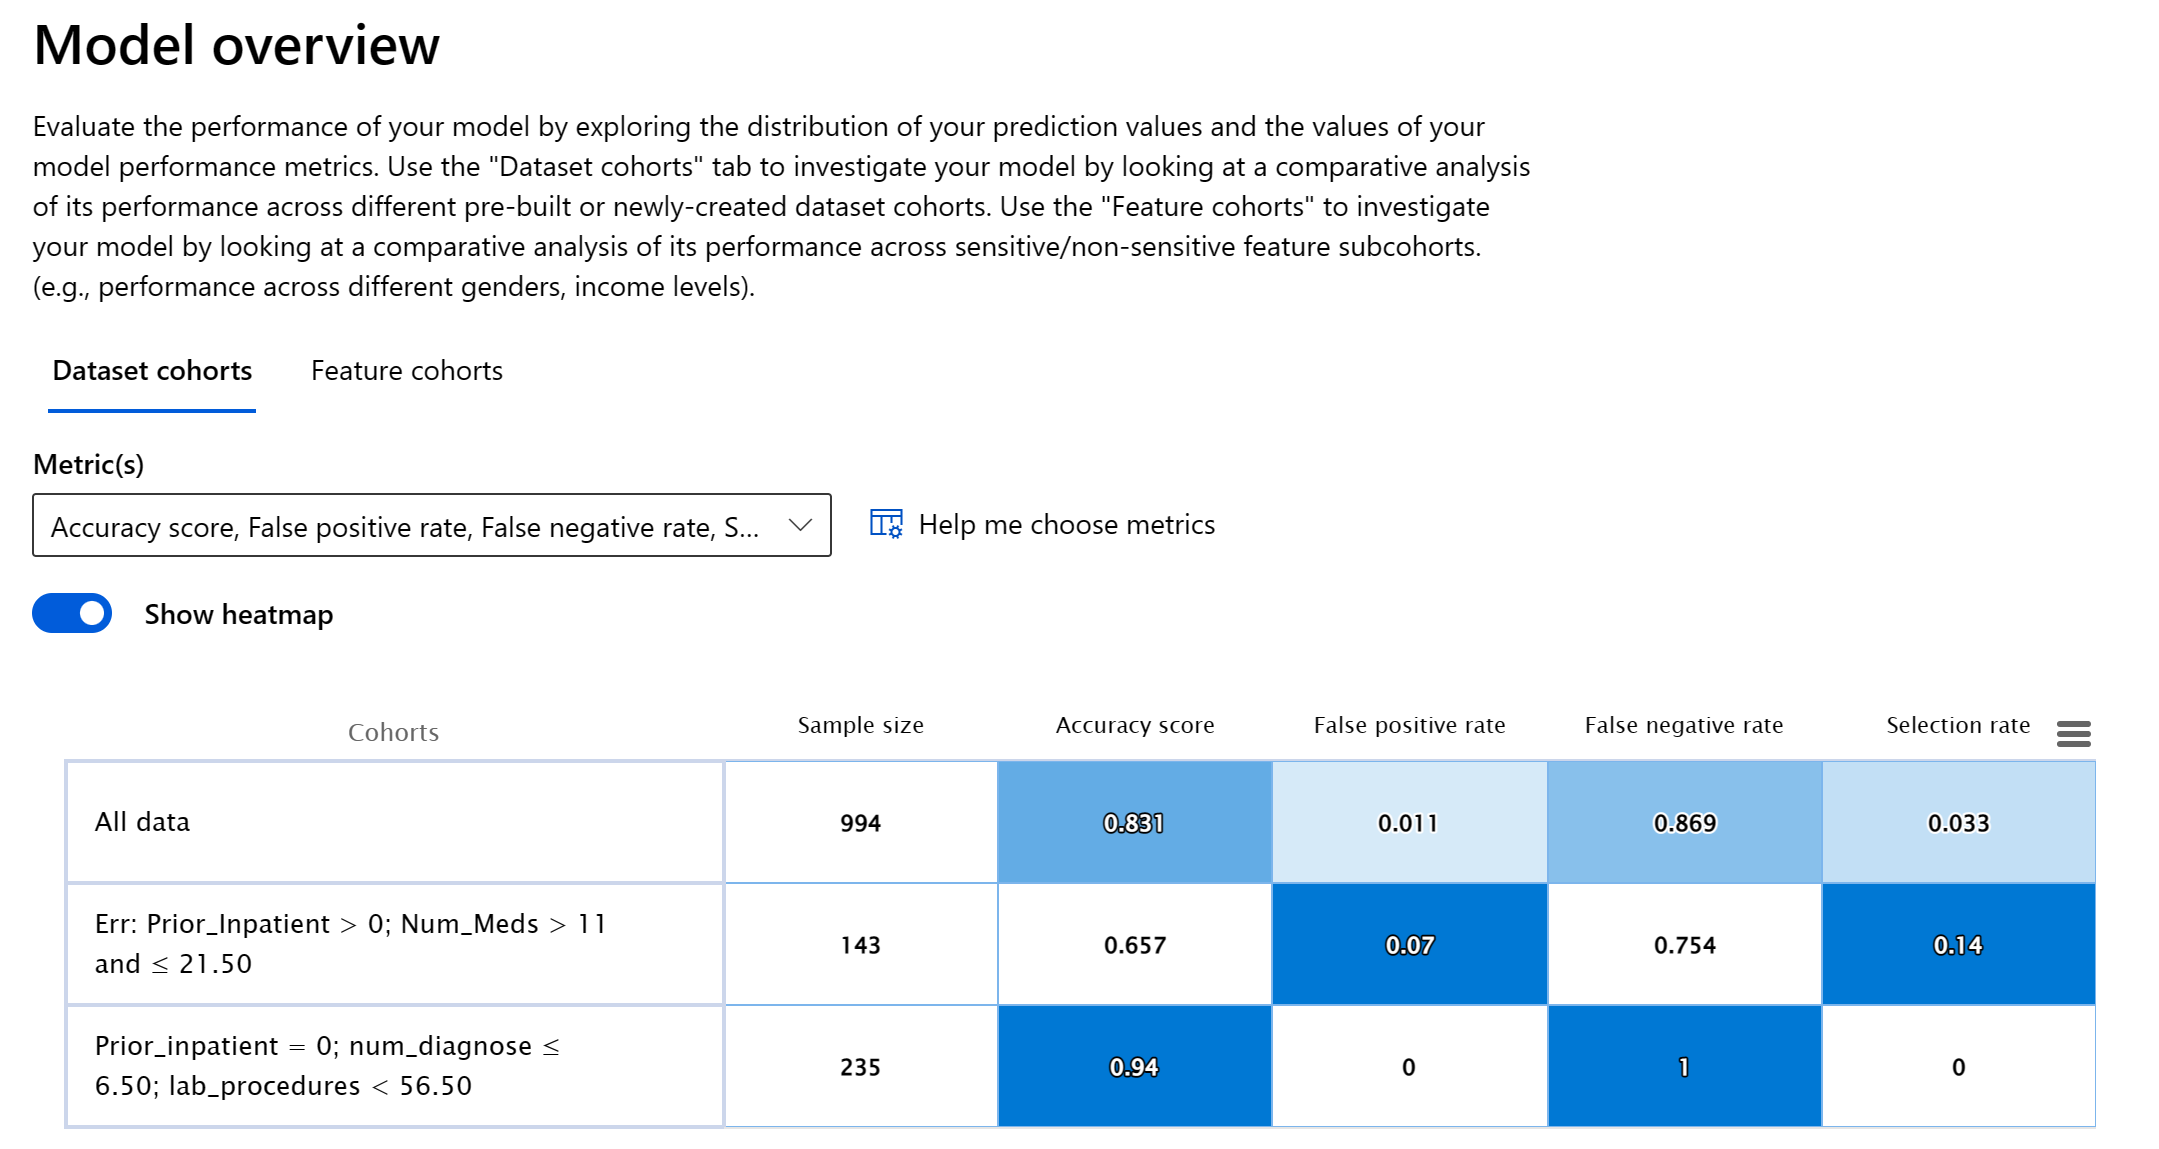 Model overview
Evaluate the performance of your model by exploring the distribution of your prediction values and the values of your
model performance metrics. Use the "Dataset cohorts" tab to investigate your model by looking at a comparative analysis
of its performance across different pre-built or newly-created dataset cohorts. Use the "Feature cohorts" to investigate
your model by looking at a comparative analysis of its performance across sensitive/non-sensitive feature subcohorts.
(e.g., performance across different genders, income levels).
Dataset cohorts Feature cohorts
Metric(s)
Accuracy score, False positive rate, False negative rate, S...
Help me choose metrics
Show heatmap
Cohorts Sample size Accuracy score False positive rate False negative rate Selection rate
All data 994 0.831 0.011 0.869 0.033
Err: Prior_Inpatient > 0; Num_Meds > 11
and ≤ 21.50
143 0.657 0.07 0.754 0.14
Prior_inpatient = 0; num_diagnose ≤
6.50; lab_procedures < 56.50
235 0.94 0 1 0